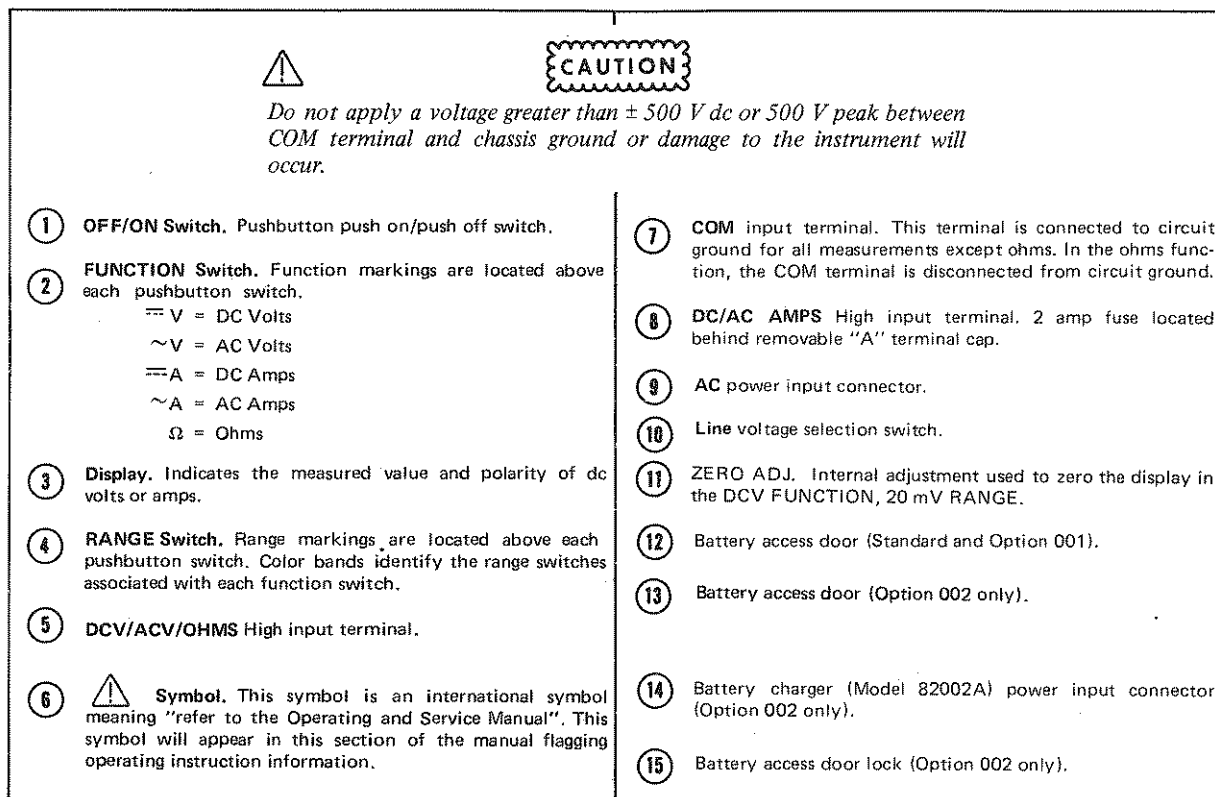 CAUTION
Do not apply a voltage greater than ± 500 V dc or 500 V peak between
COM terminal and chassis ground or damage to the instrument will
occur.
1 OFF/ON Switch. Pushbutton push on/push off switch.
2 FUNCTION Switch. Function markings are located above
each pushbutton switch.
⎓ V = DC Volts
~V = AC Volts
⎓A = DC Amps
~A = AC Amps
Ω = Ohms
3 Display. Indicates the measured value and polarity of dc
volts or amps.
4 RANGE Switch. Range markings are located above each
pushbutton switch. Color bands identify the range switches
associated with each function switch.
5 DCV/ACV/OHMS High input terminal.
6 ⚠ Symbol. This symbol is an international symbol
meaning "refer to the Operating and Service Manual". This
symbol will appear in this section of the manual flagging
operating instruction information.
7 COM input terminal. This terminal is connected to circuit
ground for all measurements except ohms. In the ohms func-
tion, the COM terminal is disconnected from circuit ground.
8 DC/AC AMPS High input terminal. 2 amp fuse located
behind removable "A" terminal cap.
9 AC power input connector.
10 Line voltage selection switch.
11 ZERO ADJ. Internal adjustment used to zero the display in
the DCV FUNCTION, 20 mV RANGE.
12 Battery access door (Standard and Option 001).
13 Battery access door (Option 002 only).
14 Battery charger (Model 82002A) power input connector
(Option 002 only).
15 Battery access door lock (Option 002 only).